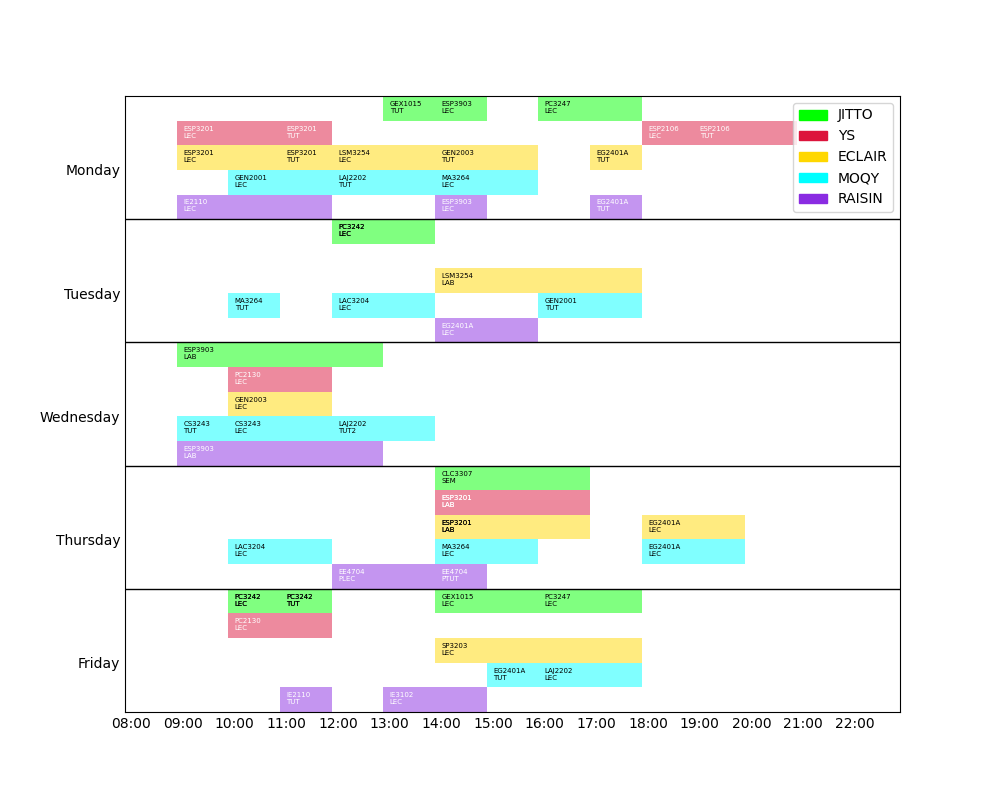 GEX1015
TUT
ESP3903
LEC
PC3247
LEC
JITTO
YS
ECLAIR
MOQY
RAISIN
ESP3201
LEC
ESP3201
TUT
ESP2106
LEC
ESP2106
TUT
Monday
ESP3201
LEC
ESP3201
TUT
LSM3254
LEC
GEN2003
TUT
EG2401A
TUT
GEN2001
LEC
LAJ2202
TUT
MA3264
LEC
IE2110
LEC
ESP3903
LEC
EG2401A
TUT
Tuesday
PC3242
LEC
LSM3254
LAB
MA3264
TUT
LAC3204
LEC
GEN2001
TUT
EG2401A
LEC
Wednesday
ESP3903
LAB
PC2130
LEC
GEN2003
LEC
CS3243
TUT
CS3243
LEC
LAJ2202
TUT2
ESP3903
LAB
Thursday
CLC3307
SEM
ESP3201
LAB
ESP3201
LAB
EG2401A
LEC
LAC3204
LEC
MA3264
LEC
EG2401A
LEC
EE4704
PLEC
EE4704
PTUT
Friday
PC3242
LEC
PC3242
TUT
GEX1015
LEC
PC3247
LEC
PC2130
LEC
SP3203
LEC
EG2401A
TUT
LAJ2202
LEC
IE2110
TUT
IE3102
LEC
08:00 09:00 10:00 11:00 12:00 13:00 14:00 15:00 16:00 17:00 18:00 19:00 20:00 21:00 22:00